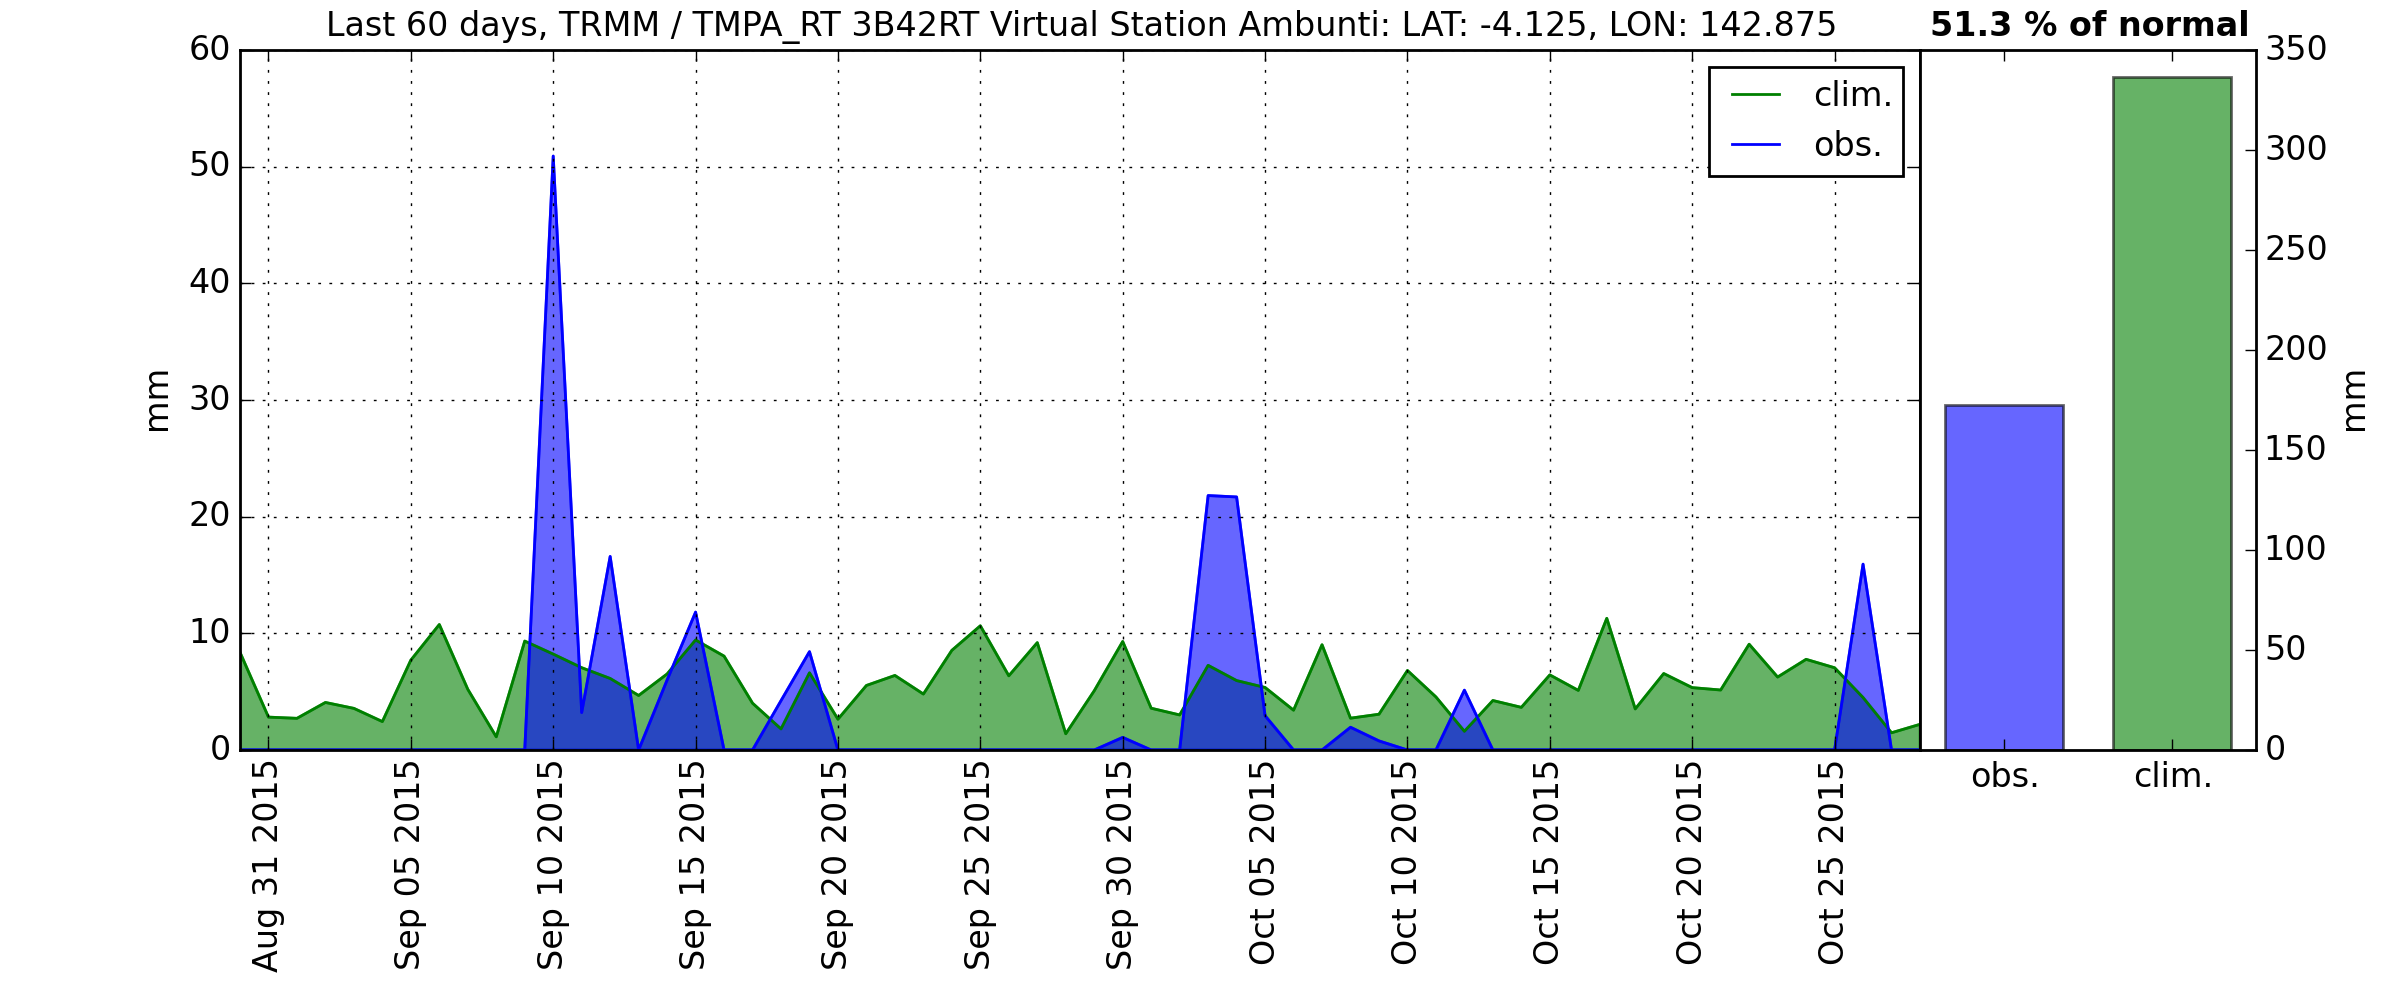 Last 60 days, TRMM / TMPA_RT 3B42RT Virtual Station Ambunti: LAT: -4.125, LON: 142.875
51.3 % of normal
60
50
40
30
20
10
0
mm
clim.
obs.
Aug 31 2015
Sep 05 2015
Sep 10 2015
Sep 15 2015
Sep 20 2015
Sep 25 2015
Sep 30 2015
Oct 05 2015
Oct 10 2015
Oct 15 2015
Oct 20 2015
Oct 25 2015
350
300
250
200
150
100
50
0
mm
obs.
clim.